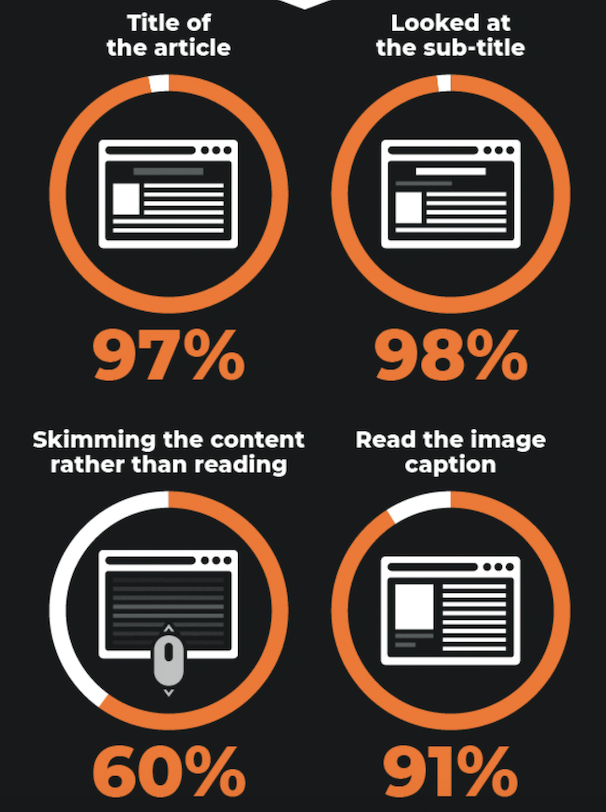 Title of
the article
97%
Looked at
the sub-title
98%
Skimming the content
rather than reading
60%
Read the image
caption
91%